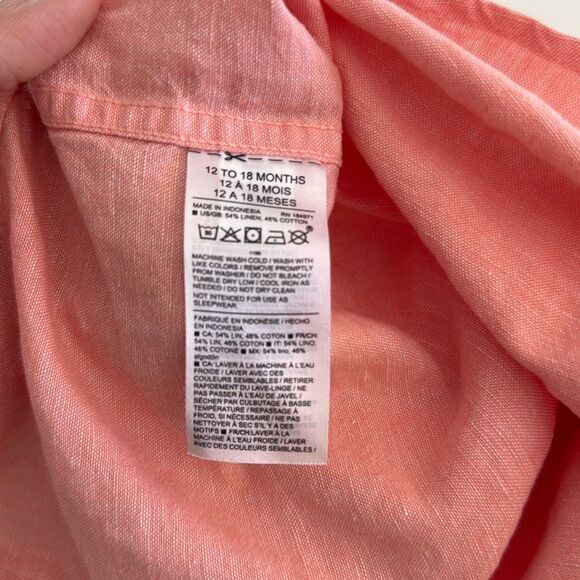 12 TO 18 MONTHS
12 À 18 MOIS
12 A 18 MESES
MADE IN INDONESIA RN 184971
■ US/GB: 54% LINEN, 46% COTTON
MACHINE WASH COLD / WASH WITH
LIKE COLORS / REMOVE PROMPTLY
FROM WASHER / DO NOT BLEACH /
TUMBLE DRY LOW / COOL IRON AS
NEEDED / DO NOT DRY CLEAN
NOT INTENDED FOR USE AS
SLEEPWEAR.
FABRIQUÉ EN INDONÉSIE / HECHO
EN INDONESIA
■ CA: 54% LIN, 46% COTON ■ FR/CH:
54% LIN, 46% COTON ■ IT: 54% LINO,
46% COTONE ■ MX: 54% lino, 46%
algodón
■ CA: LAVER À LA MACHINE À L'EAU
FROIDE / LAVER AVEC DES
COULEURS SEMBLABLES / RETIRER
RAPIDEMENT DU LAVE-LINGE / NE
PAS PASSER À L'EAU DE JAVEL /
SÉCHER PAR CULBUTAGE À BASSE
TEMPÉRATURE / REPASSAGE À
FROID, SI NÉCESSAIRE / NE PAS
NETTOYER À SEC S'IL Y A DES
MOTIFS ■ FR/CH:LAVER À LA
MACHINE À L'EAU FROIDE / LAVER
AVEC DES COULEURS SEMBLABLES /